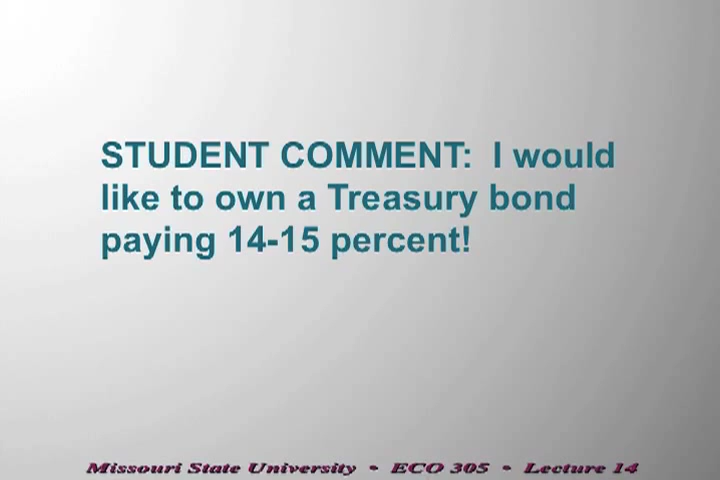 STUDENT COMMENT:  I would
like to own a Treasury bond
paying 14-15 percent!
Missouri State University • ECO 305 • Lecture 14